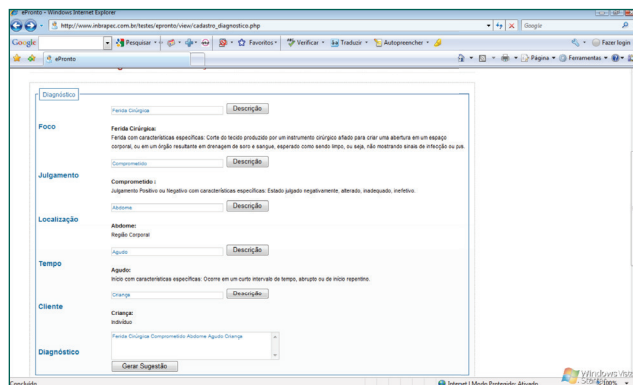 ePronto - Windows Internet Explorer
http://www.inbrapec.com.br/testes/epronto/view/cadastro_diagnostico.php
Google
Google Pesquisar Favoritos Verificar Traduzir Autopreencher Fazer login
ePronto Página Ferramentas
Diagnóstico
Ferida Cirúrgica Descrição
Foco
Ferida Cirúrgica:
Ferida com características específicas: Corte do tecido produzido por um instrumento cirúrgico afiado para criar uma abertura em um espaço
corporal, ou em um órgão resultante em drenagem de soro e sangue, esperado como sendo limpo, ou seja, não mostrando sinais de infecção ou pus.
Comprometido Descrição
Julgamento
Comprometido :
Julgamento Positivo ou Negativo com características específicas: Estado julgado negativamente, alterado, inadequado, inefetivo.
Abdome Descrição
Localização
Abdome:
Região Corporal
Agudo Descrição
Tempo
Agudo:
Início com características específicas: Ocorre em um curto intervalo de tempo, abrupto ou de início repentino.
Criança Descrição
Cliente
Criança:
Indivíduo
Ferida Cirúrgica Comprometido Abdome Agudo Criança
Diagnóstico
Gerar Sugestão
Concluído Internet | Modo Protegido: Ativado 100%
Windows Vista